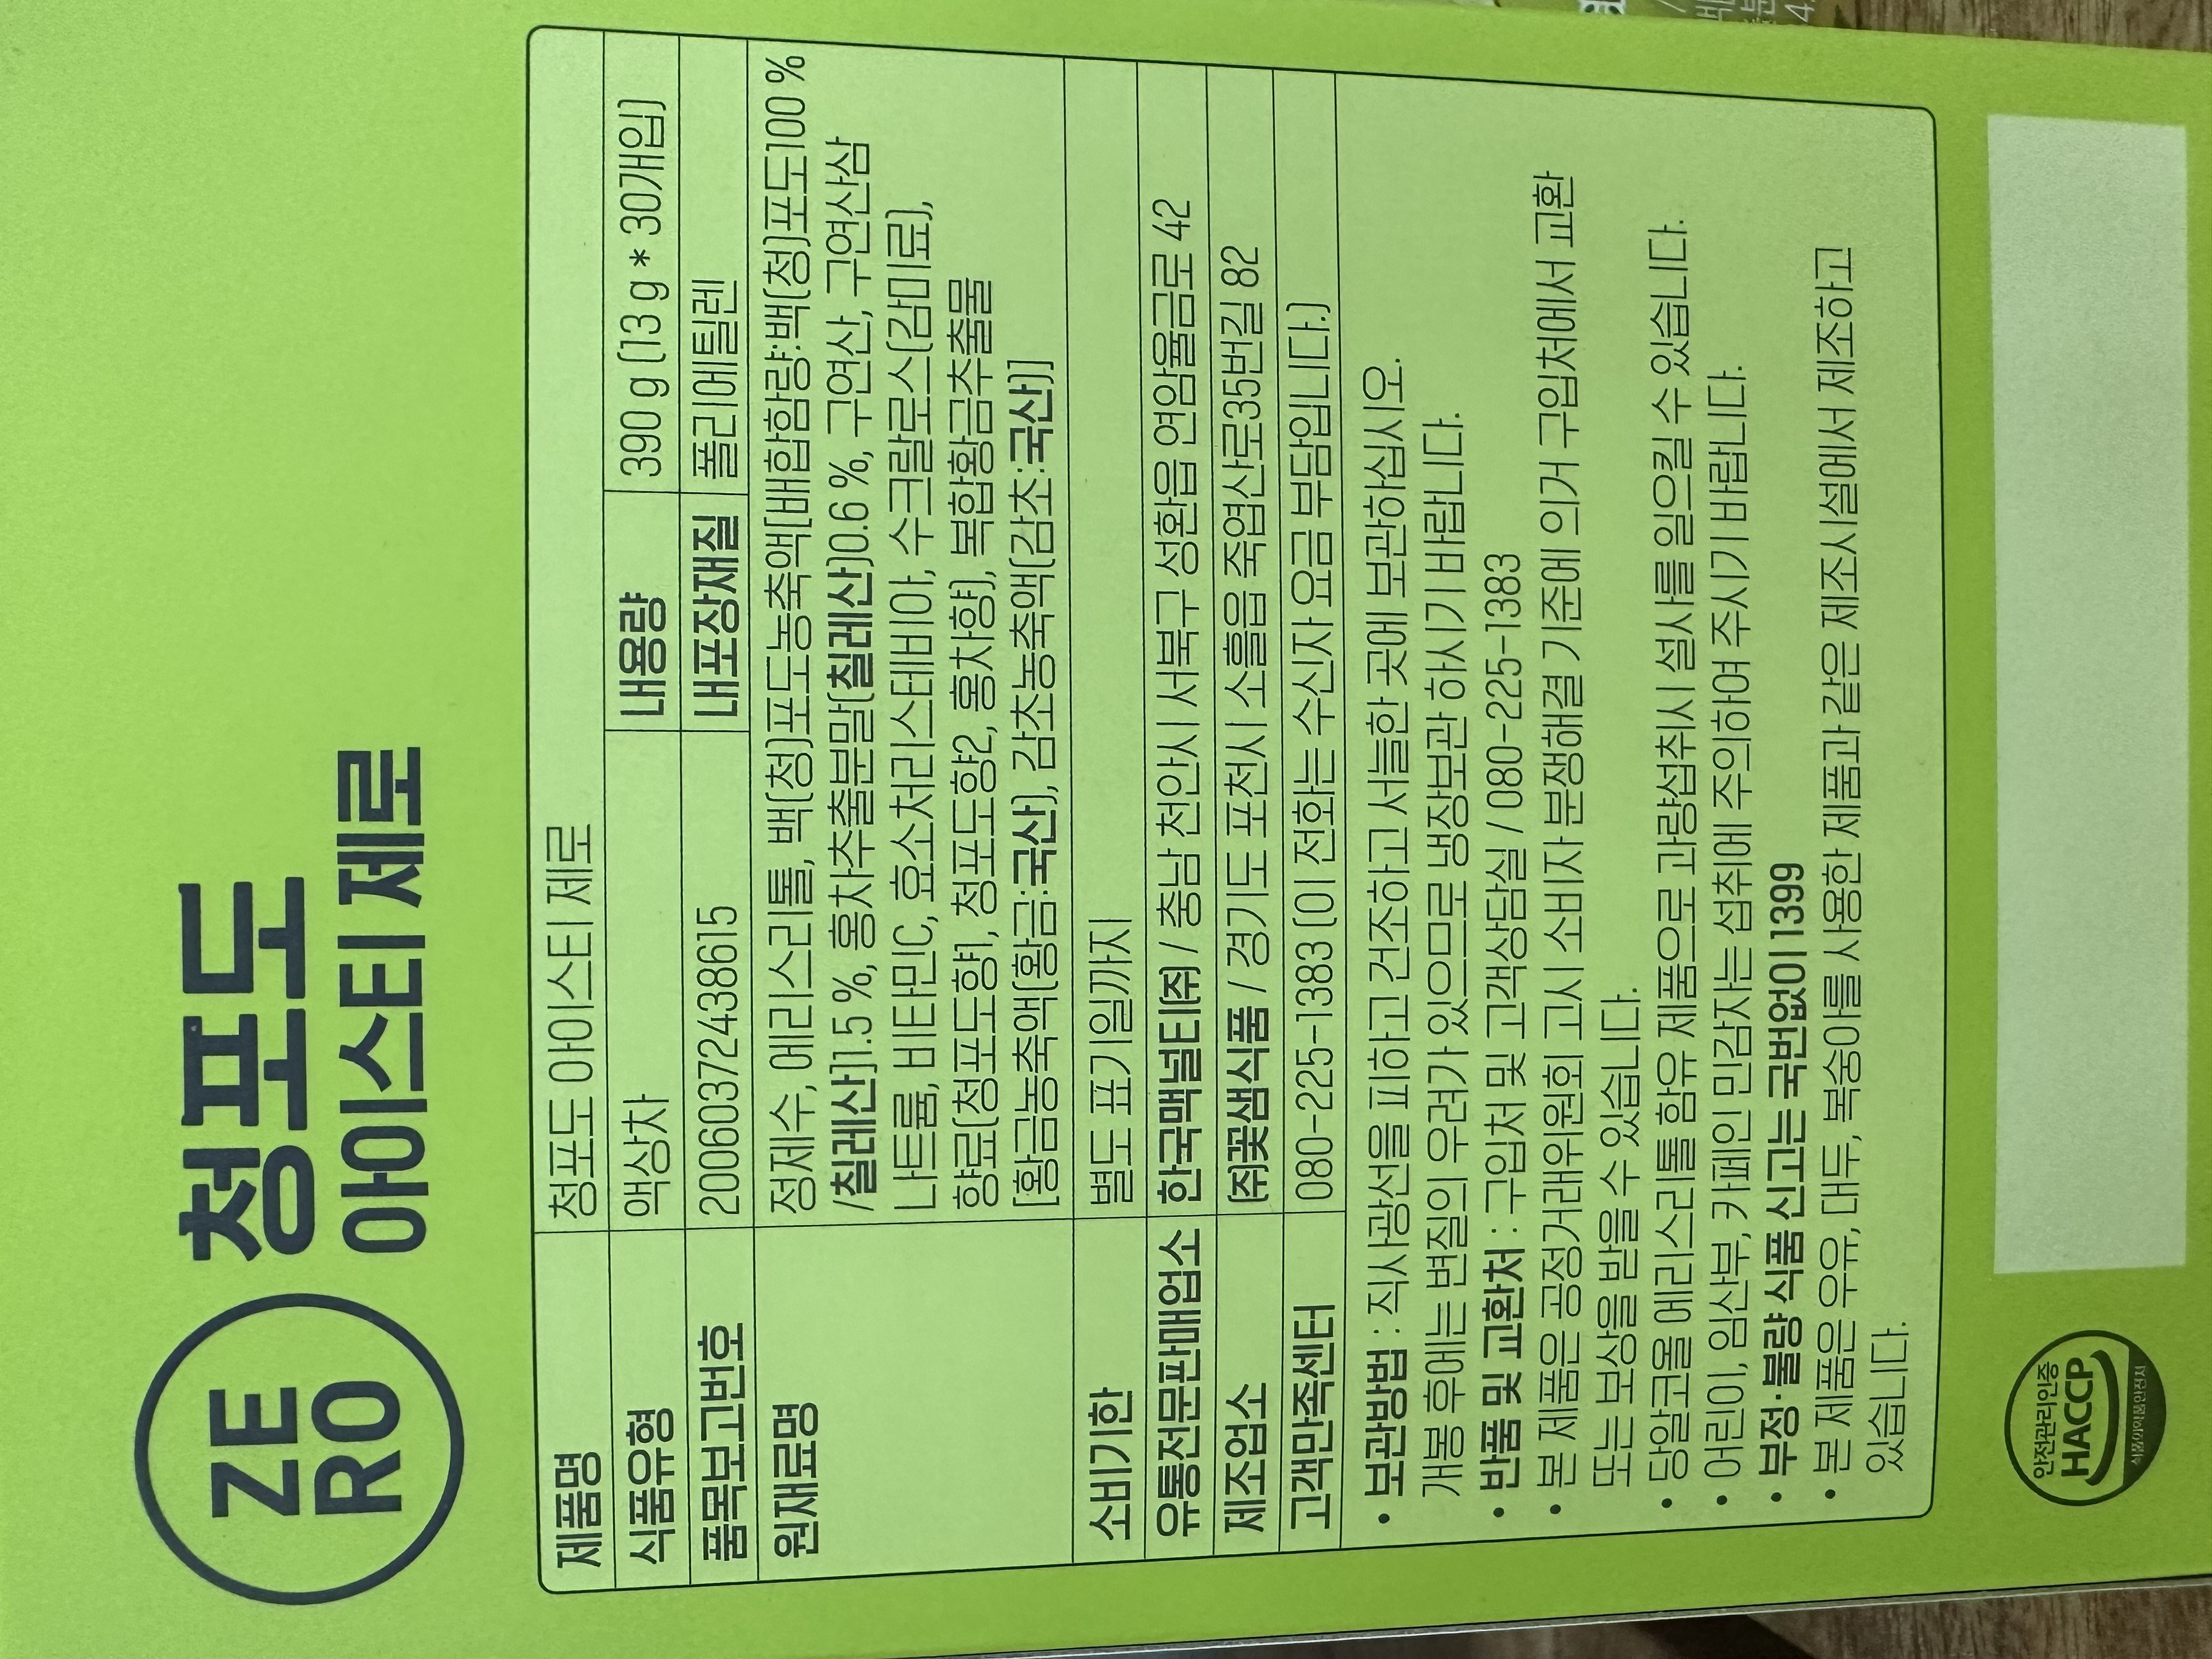 ZE
RO
청포도
아이스티 제로
제품명 청포도 아이스티 제로
식품유형 액상차 내용량 390 g (13 g * 30개입)
품목보고번호 20060372438615 내포장재질 폴리에틸렌
원재료명 정제수, 에리스리톨, 백(청)포도농축액[배합함량:백(청)포도100 %
/칠레산]1.5 %, 홍차추출분말(칠레산)0.6 %, 구연산, 구연산삼
나트륨, 비타민C, 효소처리스테비아, 수크랄로스(감미료),
향료(청포도향1, 청포도향2, 홍차향), 복합황금추출물
[황금농축액(황금:국산), 감초농축액(감초:국산)]
소비기한 별도 표기일까지
유통전문판매업소 한국맥널티(주) / 충남 천안시 서북구 성환읍 연암율금로 42
제조업소 (주)꽃샘식품 / 경기도 포천시 소흘읍 죽엽산로35번길 82
고객만족센터 080-225-1383 (이 전화는 수신자 요금 부담입니다.)
• 보관방법 : 직사광선을 피하고 건조하고 서늘한 곳에 보관하십시오.
개봉 후에는 변질의 우려가 있으므로 냉장보관 하시기 바랍니다.
• 반품 및 교환처 : 구입처 및 고객상담실 / 080-225-1383
• 본 제품은 공정거래위원회 고시 소비자 분쟁해결 기준에 의거 구입처에서 교환
또는 보상을 받을 수 있습니다.
• 당알코올 에리스리톨 함유 제품으로 과량섭취시 설사를 일으킬 수 있습니다.
• 어린이, 임산부, 카페인 민감자는 섭취에 주의하여 주시기 바랍니다.
• 부정·불량 식품 신고는 국번없이 1399
• 본 제품은 우유, 대두, 복숭아를 사용한 제품과 같은 제조시설에서 제조하고
있습니다.
안전관리인증
HACCP
식품의약품안전처